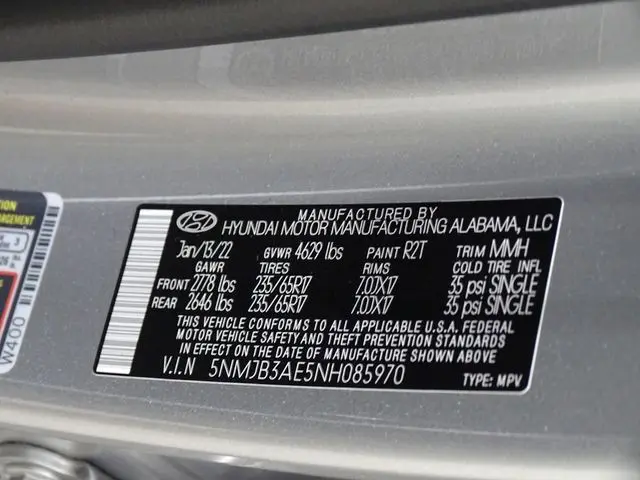 MANUFACTURED BY
HYUNDAI MOTOR MANUFACTURING ALABAMA, LLC
Jan/13/22 GVWR 4629 lbs PAINT R2T TRIM MMH
GAWR TIRES RIMS COLD TIRE INFL
FRONT 2778 lbs 235/65R17 7.0JX17 35 psi SINGLE
REAR 2646 lbs 235/65R17 7.0JX17 35 psi SINGLE
THIS VEHICLE CONFORMS TO ALL APPLICABLE U.S.A. FEDERAL
MOTOR VEHICLE SAFETY AND THEFT PREVENTION STANDARDS
IN EFFECT ON THE DATE OF MANUFACTURE SHOWN ABOVE.
V.I.N 5NMJB3AE5NH085970 TYPE: MPV
W400